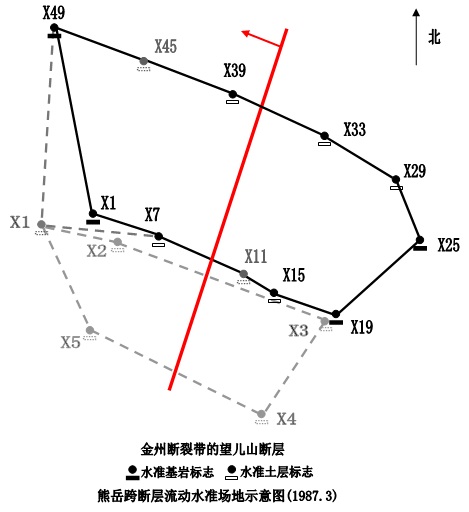 X49
X45
北
X39
X33
X29
X1
X7
X1
X2
X11
X25
X15
X19
X3
X5
X4
金州断裂带的望儿山断层
水准基岩标志 水准土层标志
熊岳跨断层流动水准场地示意图(1987.3)